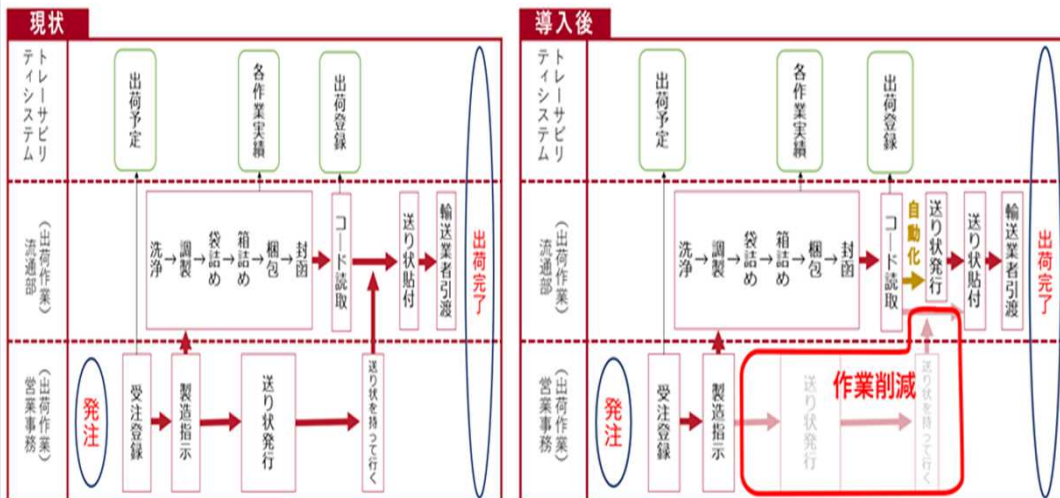 現状
トレーサビリティシステム
出荷予定
各作業実績
出荷登録
流通部
(出荷作業)
洗浄→調製→袋詰め→箱詰め→梱包→封函
コード読取
送り状貼付
輸送業者引渡
営業事務
(出荷作業)
発注
受注登録
製造指示
送り状発行
送り状を持って行く
出荷完了
導入後
トレーサビリティシステム
出荷予定
各作業実績
出荷登録
流通部
(出荷作業)
洗浄→調製→袋詰め→箱詰め→梱包→封函
コード読取
自動化
送り状発行
送り状貼付
輸送業者引渡
営業事務
(出荷作業)
発注
受注登録
製造指示
送り状発行
作業削減
送り状を持って行く
出荷完了